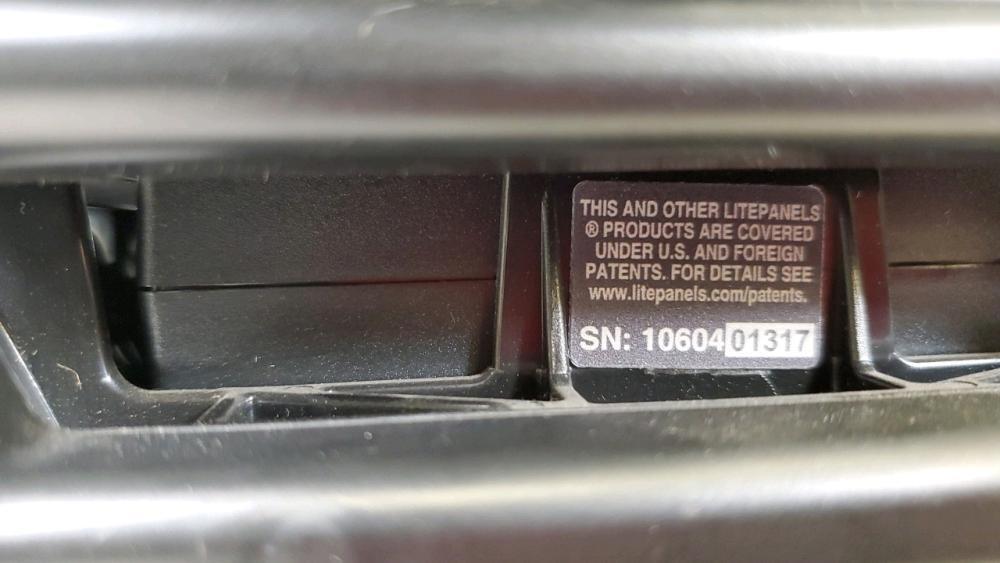 THIS AND OTHER LITEPANELS
® PRODUCTS ARE COVERED
UNDER U.S. AND FOREIGN
PATENTS. FOR DETAILS SEE
www.litepanels.com/patents.
SN: 1060401317